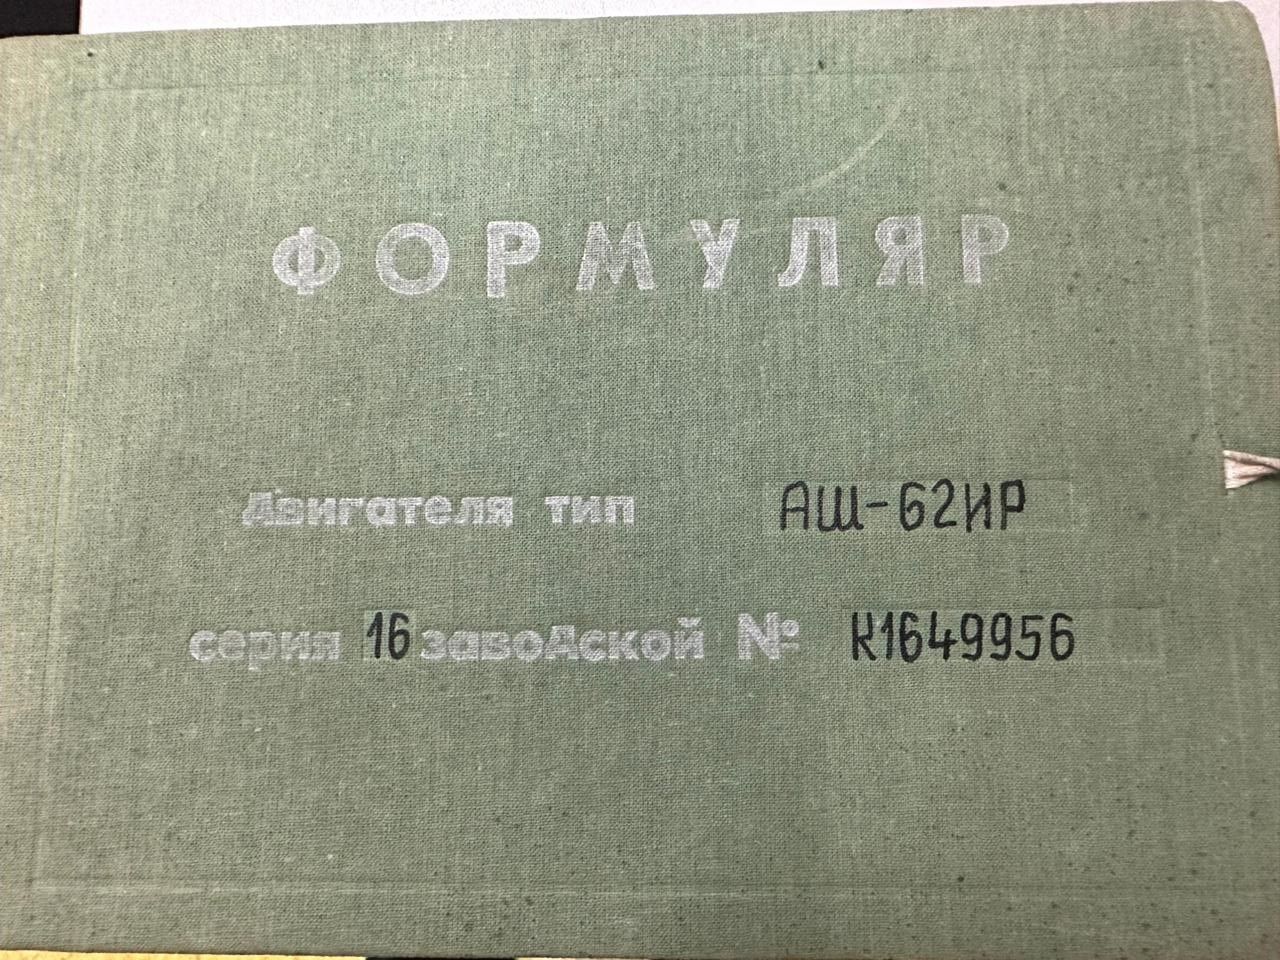 ФОРМУЛЯР
Двигателя тип АШ-62ИР
серия 16 заводской № К1649956